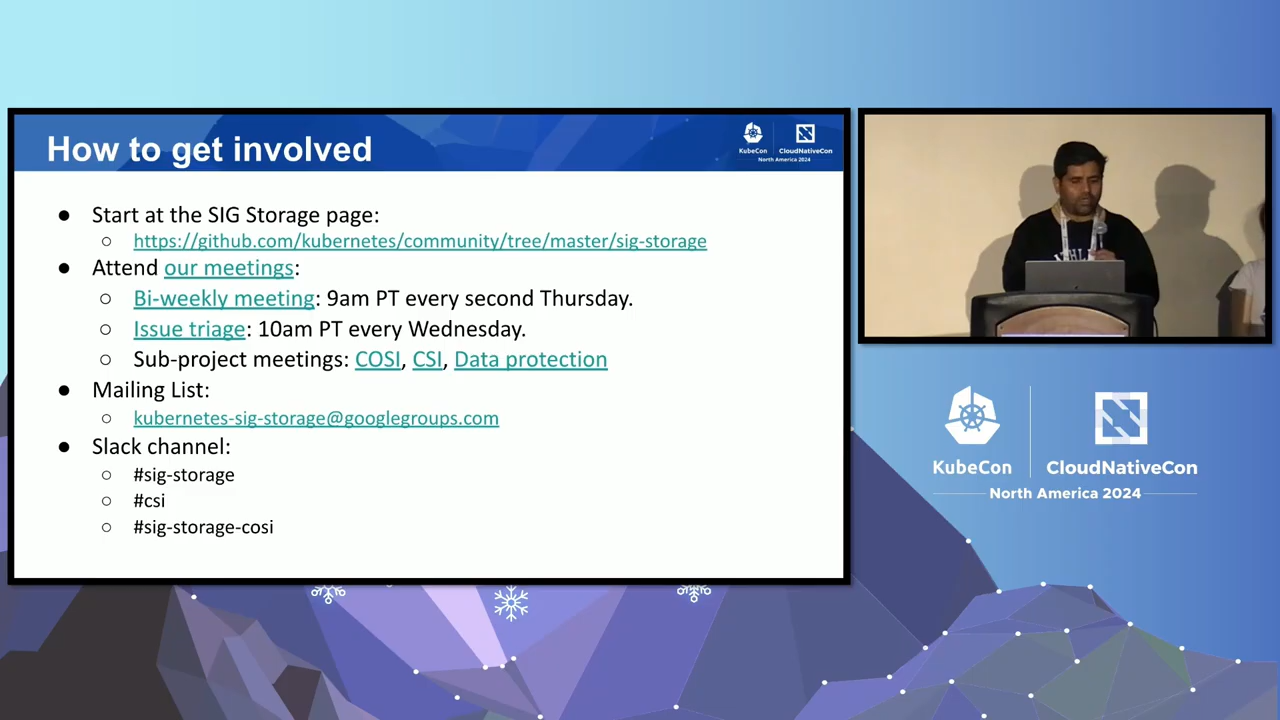 How to get involved
KubeCon
CloudNativeCon
North America 2024
● Start at the SIG Storage page:
○ https://github.com/kubernetes/community/tree/master/sig-storage
● Attend our meetings:
○ Bi-weekly meeting: 9am PT every second Thursday.
○ Issue triage: 10am PT every Wednesday.
○ Sub-project meetings: COSI, CSI, Data protection
● Mailing List:
○ kubernetes-sig-storage@googlegroups.com
● Slack channel:
○ #sig-storage
○ #csi
○ #sig-storage-cosi
KubeCon
CloudNativeCon
North America 2024